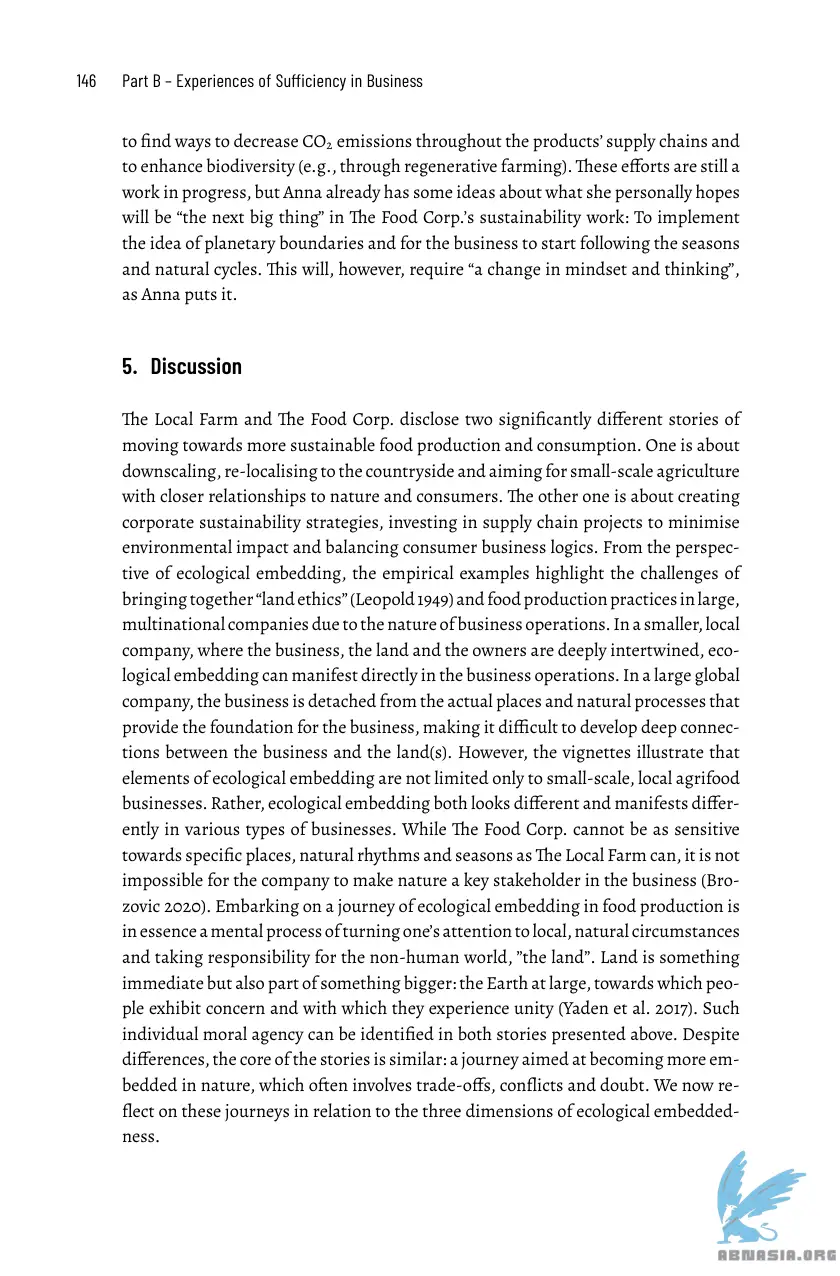 146 Part B – Experiences of Sufficiency in Business
to find ways to decrease CO₂ emissions throughout the products’ supply chains and
to enhance biodiversity (e.g., through regenerative farming). These efforts are still a
work in progress, but Anna already has some ideas about what she personally hopes
will be “the next big thing” in The Food Corp.’s sustainability work: To implement
the idea of planetary boundaries and for the business to start following the seasons
and natural cycles. This will, however, require “a change in mindset and thinking”,
as Anna puts it.
5. Discussion
The Local Farm and The Food Corp. disclose two significantly different stories of
moving towards more sustainable food production and consumption. One is about
downscaling, re-localising to the countryside and aiming for small-scale agriculture
with closer relationships to nature and consumers. The other one is about creating
corporate sustainability strategies, investing in supply chain projects to minimise
environmental impact and balancing consumer business logics. From the perspec-
tive of ecological embedding, the empirical examples highlight the challenges of
bringing together “land ethics” (Leopold 1949) and food production practices in large,
multinational companies due to the nature of business operations. In a smaller, local
company, where the business, the land and the owners are deeply intertwined, eco-
logical embedding can manifest directly in the business operations. In a large global
company, the business is detached from the actual places and natural processes that
provide the foundation for the business, making it difficult to develop deep connec-
tions between the business and the land(s). However, the vignettes illustrate that
elements of ecological embedding are not limited only to small-scale, local agrifood
businesses. Rather, ecological embedding both looks different and manifests differ-
ently in various types of businesses. While The Food Corp. cannot be as sensitive
towards specific places, natural rhythms and seasons as The Local Farm can, it is not
impossible for the company to make nature a key stakeholder in the business (Bro-
zovic 2020). Embarking on a journey of ecological embedding in food production is
in essence a mental process of turning one’s attention to local, natural circumstances
and taking responsibility for the non-human world, ”the land”. Land is something
immediate but also part of something bigger: the Earth at large, towards which peo-
ple exhibit concern and with which they experience unity (Yaden et al. 2017). Such
individual moral agency can be identified in both stories presented above. Despite
differences, the core of the stories is similar: a journey aimed at becoming more em-
bedded in nature, which often involves trade-offs, conflicts and doubt. We now re-
flect on these journeys in relation to the three dimensions of ecological embedded-
ness.
ABNASIA.ORG